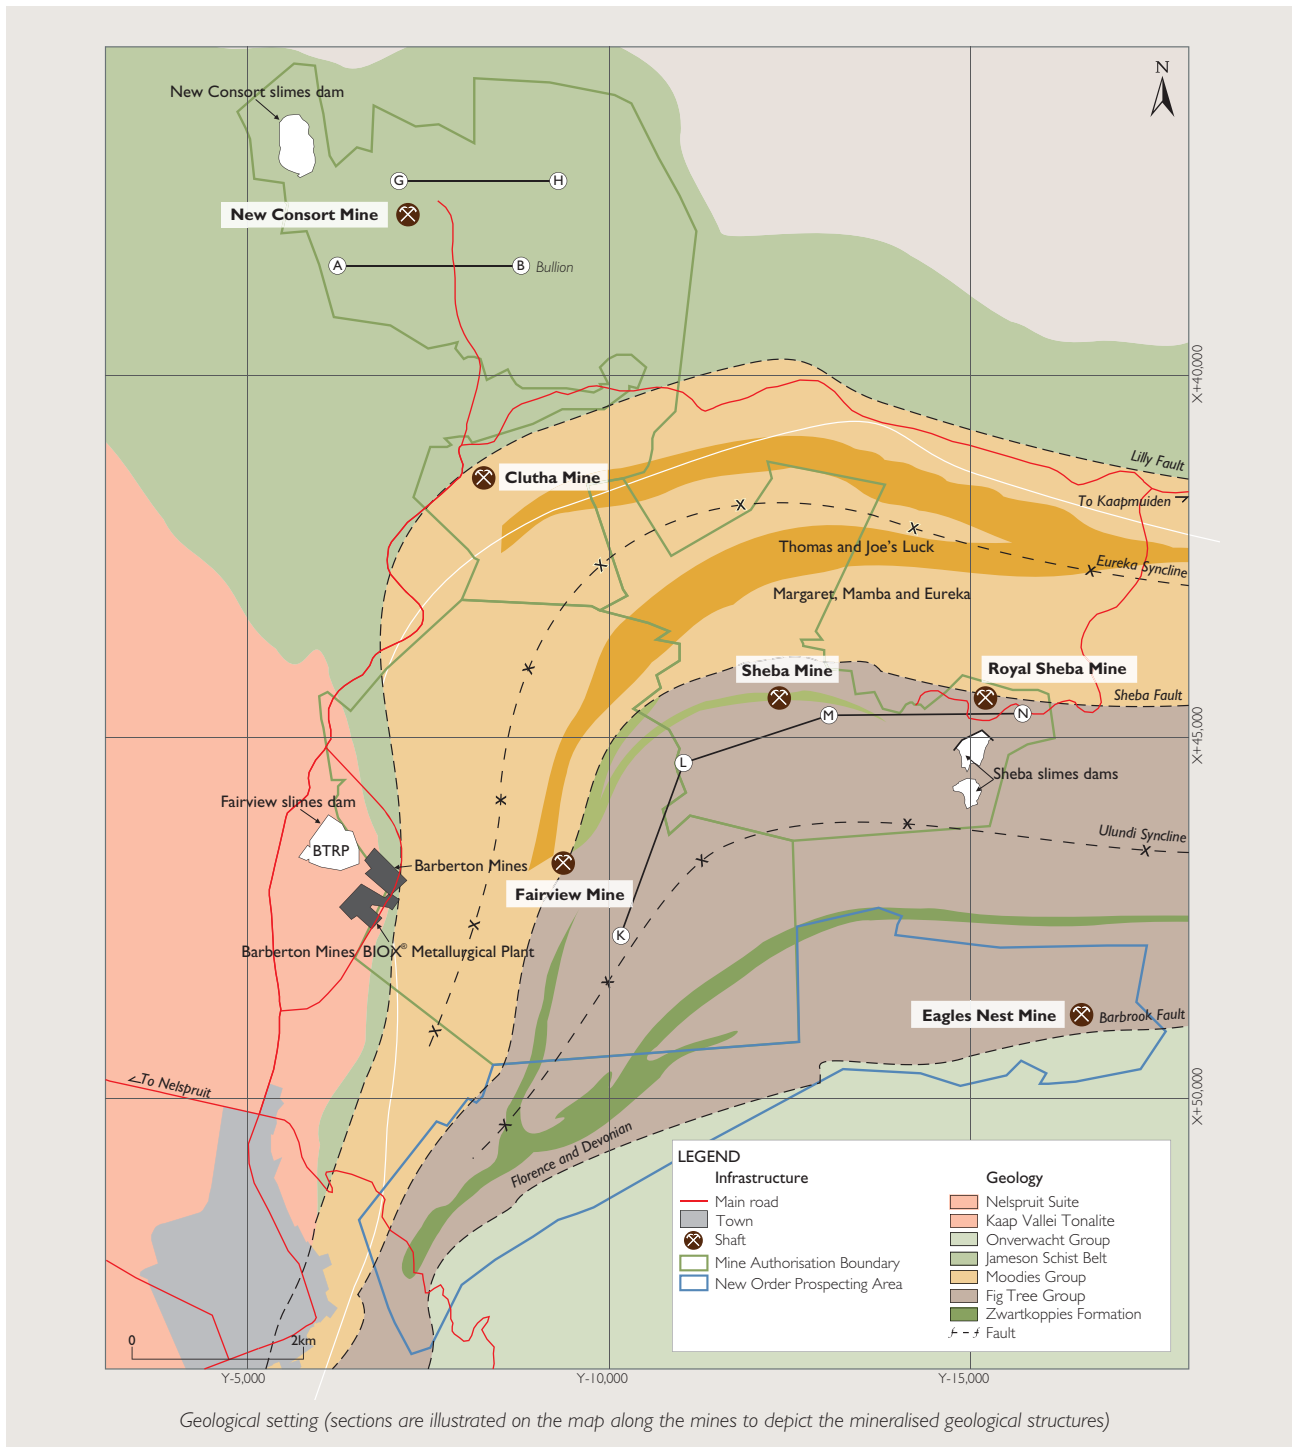 N
New Consort slimes dam
G
H
New Consort Mine
A
B
Bullion
X+40,000
Lilly Fault
Clutha Mine
To Kaapmuiden
X
X
Thomas and Joe's Luck
X
Eureka Syncline
X
Margaret, Mamba and Eureka
X
Sheba Mine
Royal Sheba Mine
Sheba Fault
M
N
X+45,000
L
Sheba slimes dams
Fairview slimes dam
X
X
Ulundi Syncline
BTRP
X
X
Barberton Mines
Fairview Mine
X
K
Barberton Mines BIOX® Metallurgical Plant
X
Eagles Nest Mine
Barbrook Fault
X
To Nelspruit
X+50,000
X
Florence and Devonian
LEGEND
Infrastructure
Main road
Town
Shaft
Mine Authorisation Boundary
New Order Prospecting Area
Geology
Nelspruit Suite
Kaap Vallei Tonalite
Onverwacht Group
Jameson Schist Belt
Moodies Group
Fig Tree Group
Zwartkoppies Formation
Fault
0 2km
Y-5,000
Y-10,000
Y-15,000
Geological setting (sections are illustrated on the map along the mines to depict the mineralised geological structures)